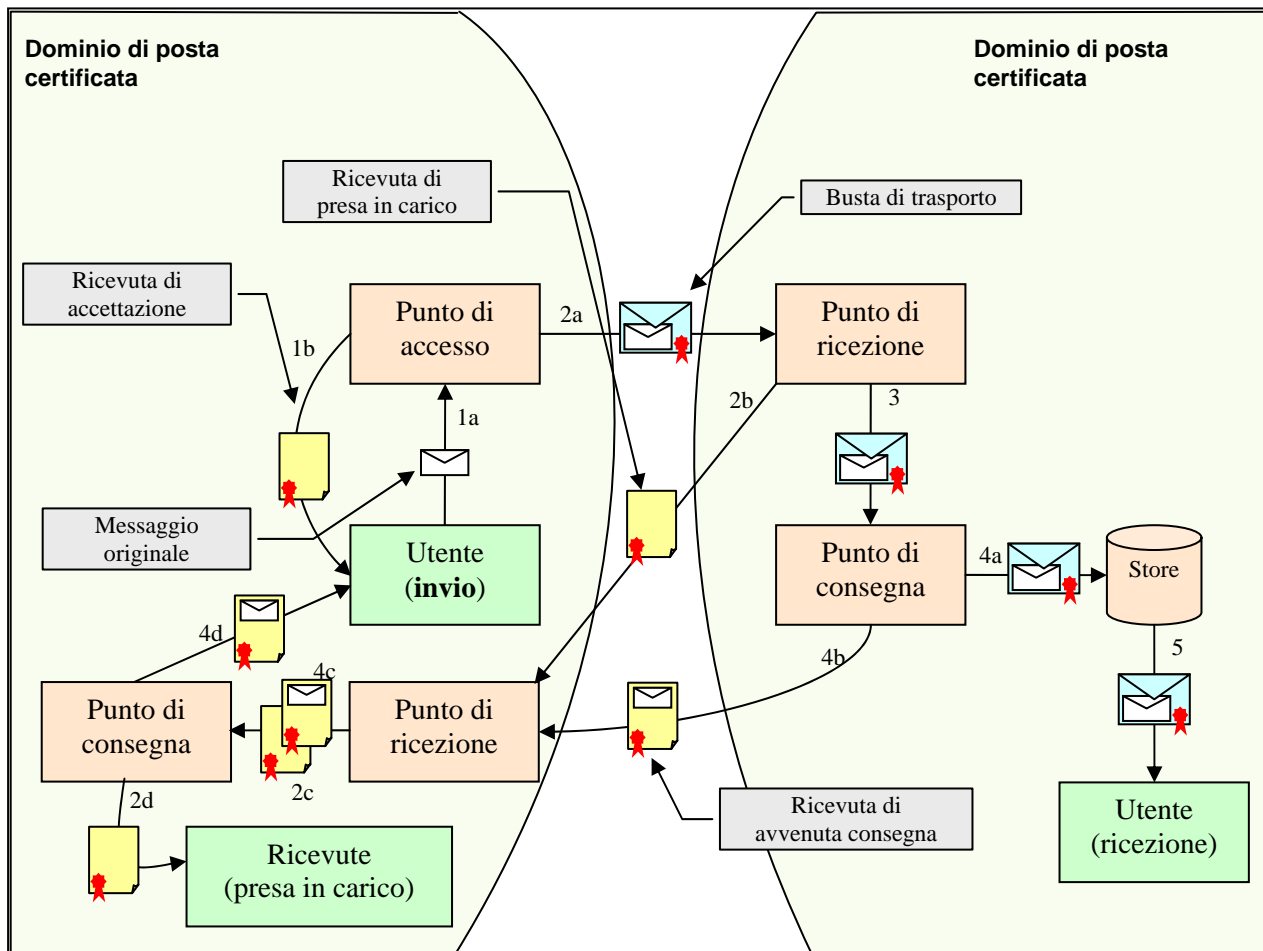 Dominio di posta
certificata
Dominio di posta
certificata
Ricevuta di
presa in carico
Busta di trasporto
Ricevuta di
accettazione
Punto di
accesso
2a
Punto di
ricezione
1b
1a
2b
3
Messaggio
originale
Utente
(invio)
Punto di
consegna
4a
Store
4d
4b
5
4c
Punto di
consegna
Punto di
ricezione
2c
2d
Ricevute
(presa in carico)
Ricevuta di
avvenuta consegna
Utente
(ricezione)